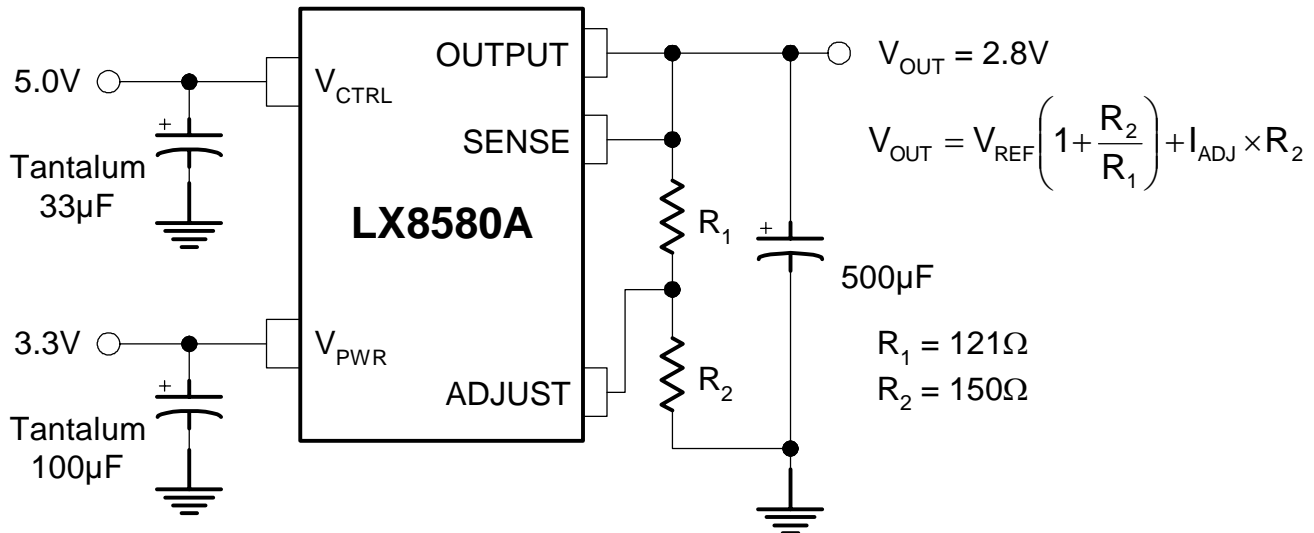 5.0V
+
Tantalum
33µF
3.3V
+
Tantalum
100µF
V_CTRL
V_PWR
LX8580A
OUTPUT
SENSE
ADJUST
R_1
R_2
+
500µF
V_OUT = 2.8V
V_OUT = V_REF(1+R_2/R_1)+I_ADJ×R_2
R_1 = 121Ω
R_2 = 150Ω